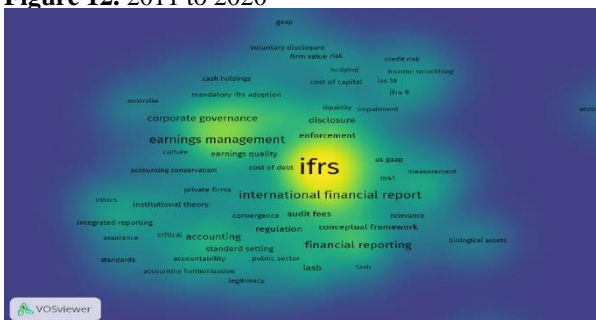 Figure 12. 2011 to 2020
gaap
voluntary disclosure
firm value risk
credit risk
hedging
income smoothing
cash holdings
cost of capital
ias 39
mandatory ifrs adoption
ifrs 9
australia
liquidity
impairment
corporate governance
disclosure
earnings management
enforcement
culture
earnings quality
us gaap
accounting conservatism
cost of debt
ifrs
m41
measurement
private firms
international financial report
ethics
institutional theory
convergence
audit fees
relevance
integrated reporting
regulation
conceptual framework
assurance
critical accounting
biological assets
standard setting
financial reporting
standards
accountability
public sector
iasb
fasb
accounting harmonization
legitimacy
VOSviewer